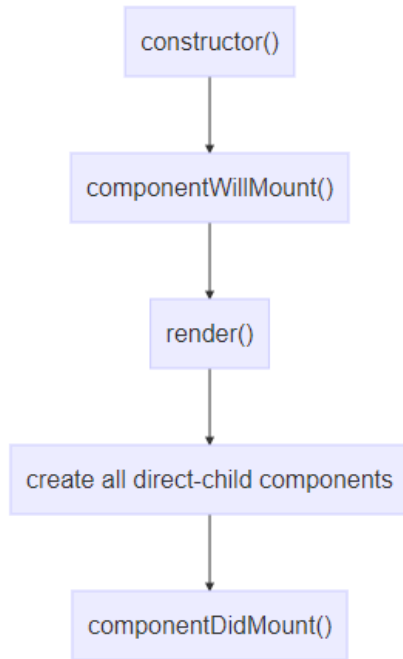 constructor()
componentWillMount()
render()
create all direct-child components
componentDidMount()